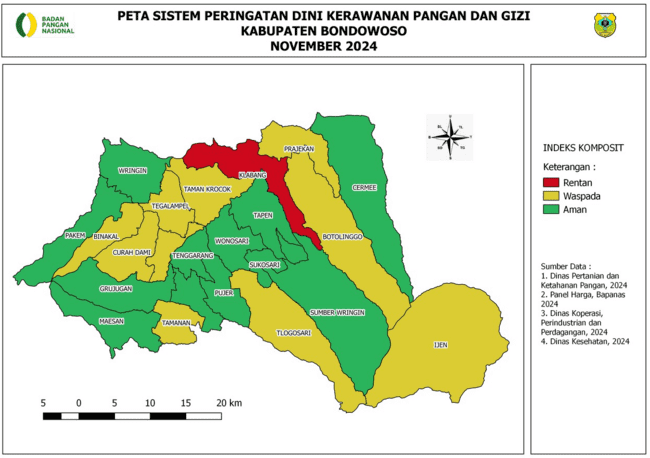 BADAN
PANGAN
NASIONAL
PETA SISTEM PERINGATAN DINI KERAWANAN PANGAN DAN GIZI
KABUPATEN BONDOWOSO
NOVEMBER 2024
PRAJEKAN
WRINGIN
KLABANG
CERMEE
TAMAN KROCOK
TEGALAMPEL
TAPEN
PAKEM
BINAKAL
BOTOLINGGO
WONOSARI
CURAH DAMI
TENGGARANG
SUKOSARI
GRUJUGAN
PUJER
SUMBER WRINGIN
MAESAN
TAMANAN
TLOGOSARI
IJEN
5 0 5 10 15 20 km
INDEKS KOMPOSIT
Keterangan :
Rentan
Waspada
Aman
Sumber Data :
1. Dinas Pertanian dan
Ketahanan Pangan, 2024
2. Panel Harga, Bapanas
2024
3. Dinas Koperasi,
Perindustrian dan
Perdagangan, 2024
4. Dinas Kesehatan, 2024